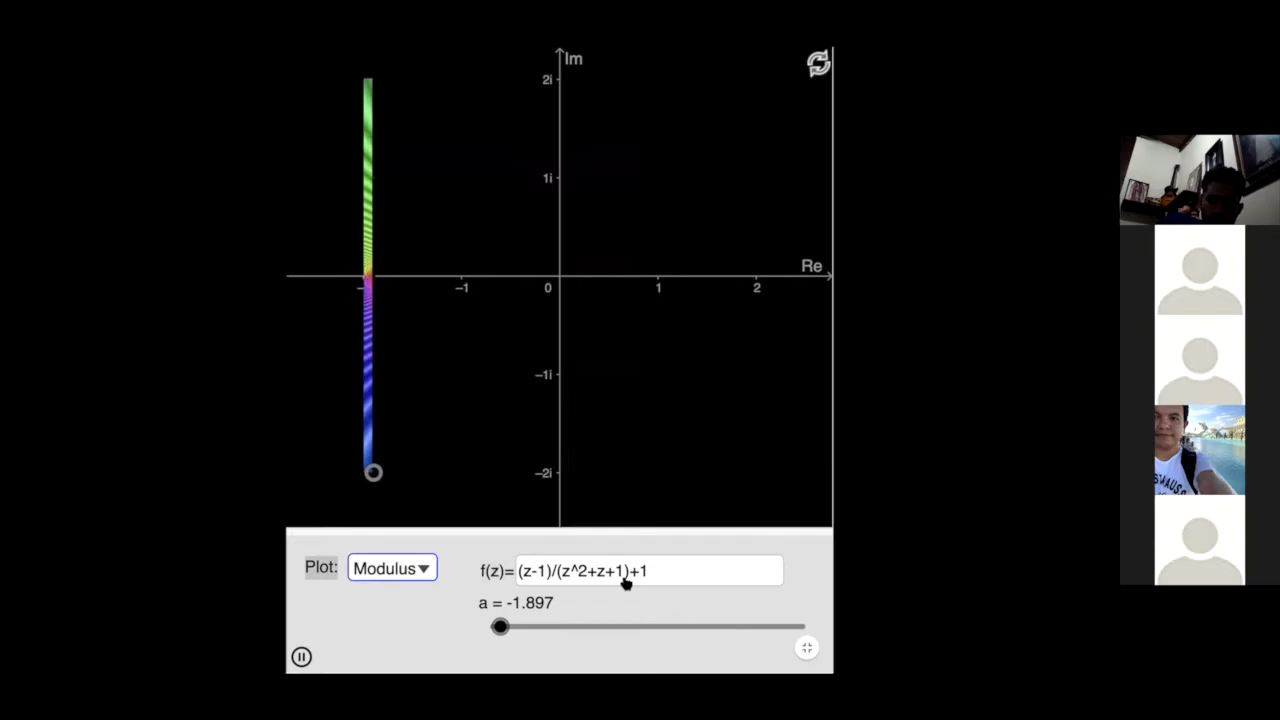 Im
2i
1i
Re
–
–1
0
1
2
–1i
–2i
Plot:
Modulus
f(z)=
(z-1)/(z^2+z+1)+1
a = -1.897